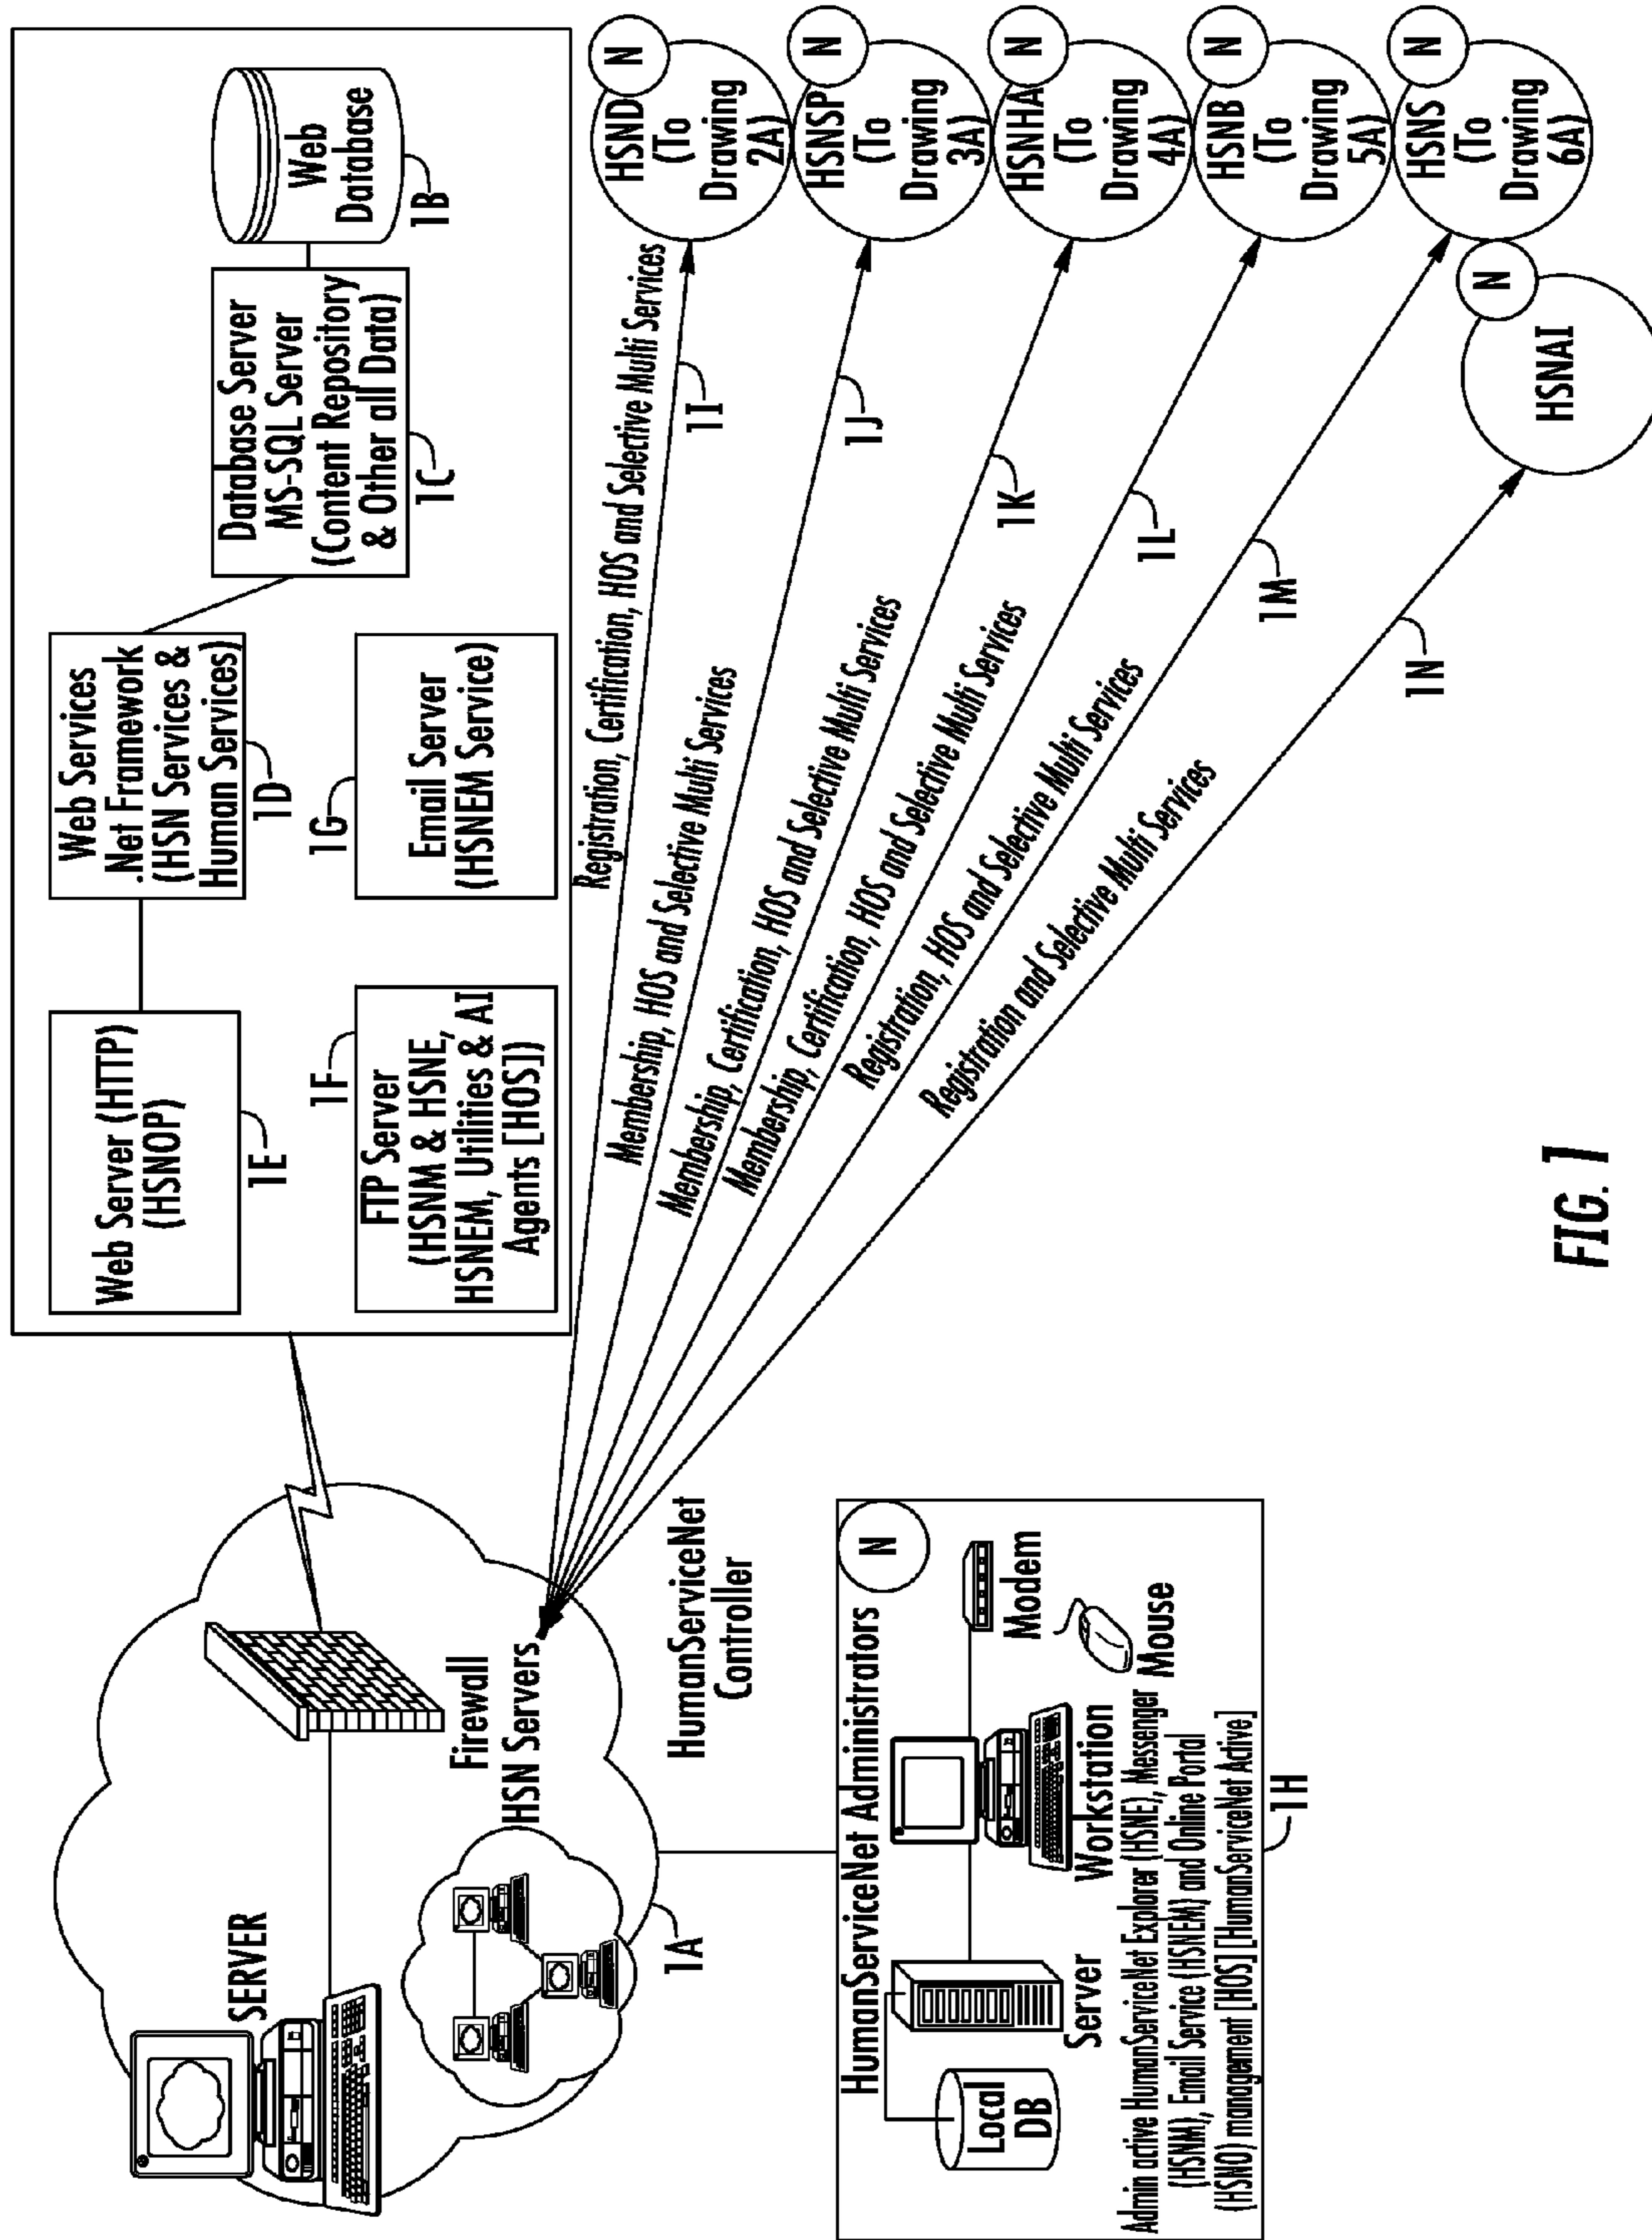 SERVER
Firewall
HSN Servers
1A
HumanServiceNet
Controller
Web Server (HTTP)
(HSNOP)
1E
Web Services
.Net Framework
(HSN Services &
Human Services)
1D
Database Server
MS-SQL Server
(Content Repository
& Other all Data)
1C
Web
Database
1B
1F
FTP Server
(HSNM & HSNE,
HSNEM, Utilities & AI
Agents [HOS])
1G
Email Server
(HSNEM Service)
Registration, Certification, HOS and Selective Multi Services
1I
Membership, HOS and Selective Multi Services
1J
Membership, Certification, HOS and Selective Multi Services
1K
Membership, Certification, HOS and Selective Multi Services
1L
Registration, HOS and Selective Multi Services
1M
Registration and Selective Multi Services
1N
N
HSND
(To
Drawing
2A)
N
HSNSP
(To
Drawing
3A)
N
HSNHA
(To
Drawing
4A)
N
HSNB
(To
Drawing
5A)
N
HSNS
(To
Drawing
6A)
N
HSNAI
HumanServiceNet Administrators
N
Local
DB
Server
Workstation
Modem
Mouse
Admin active HumanServiceNet Explorer (HSNE), Messenger
(HSNM), Email Service (HSNEM) and Online Portal
(HSNO) management [HOS] [HumanServiceNet Active]
1H
FIG. 1